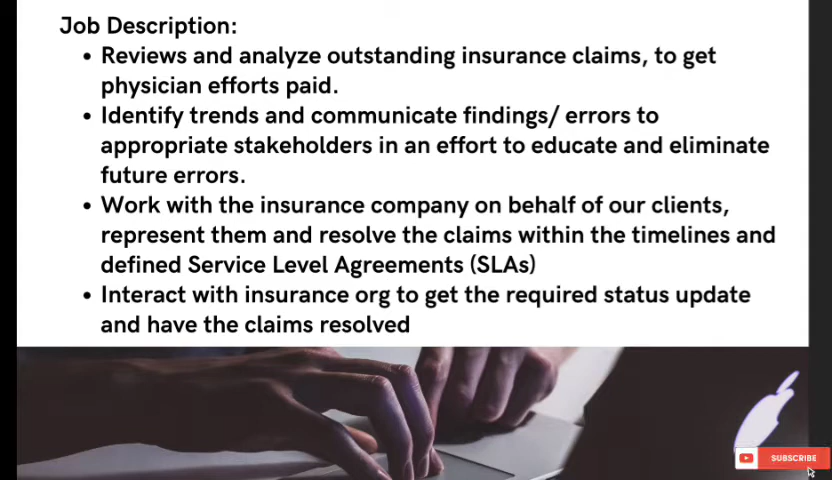 Job Description:
• Reviews and analyze outstanding insurance claims, to get
physician efforts paid.
• Identify trends and communicate findings/ errors to
appropriate stakeholders in an effort to educate and eliminate
future errors.
• Work with the insurance company on behalf of our clients,
represent them and resolve the claims within the timelines and
defined Service Level Agreements (SLAs)
• Interact with insurance org to get the required status update
and have the claims resolved
SUBSCRIBE